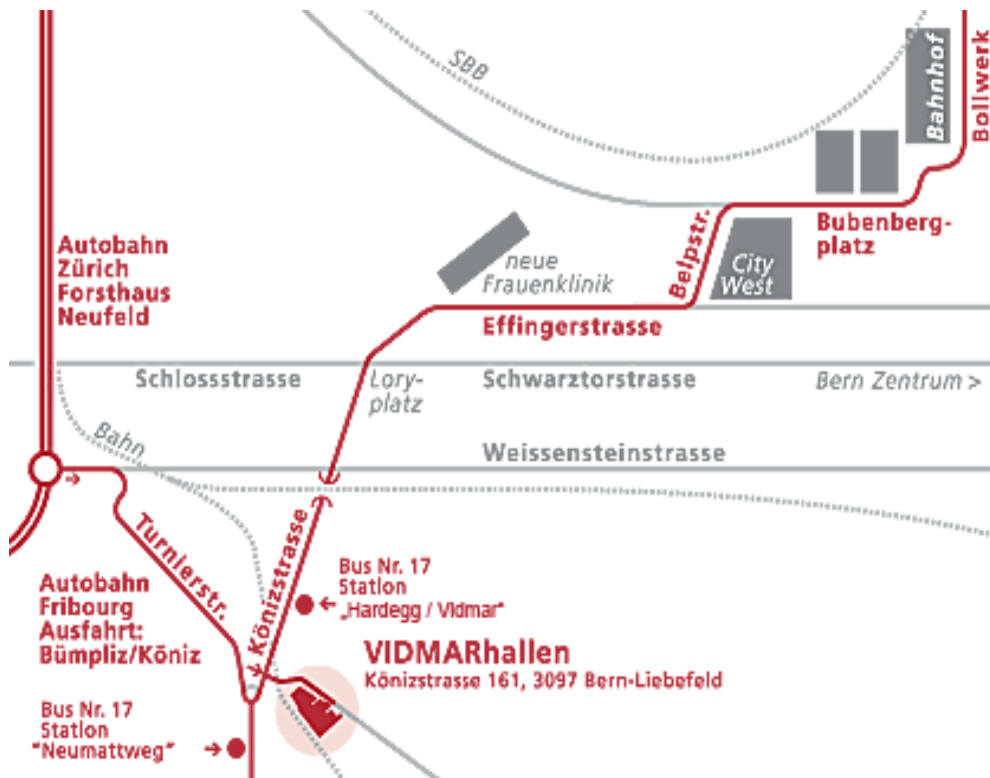 SBB
Bahnhof
Bollwerk
Bubenberg-
platz
Belpstr.
City
West
neue
Frauenklinik
Effingerstrasse
Autobahn
Zürich
Forsthaus
Neufeld
Schlossstrasse
Lory-
platz
Schwarztorstrasse
Bern Zentrum >
Bahn
Weissensteinstrasse
Turnierstr.
Könizstrasse
Bus Nr. 17
Station
„Hardegg / Vidmar"
Autobahn
Fribourg
Ausfahrt:
Bümpliz/Köniz
VIDMARhallen
Könizstrasse 161, 3097 Bern-Liebefeld
Bus Nr. 17
Station
"Neumattweg"